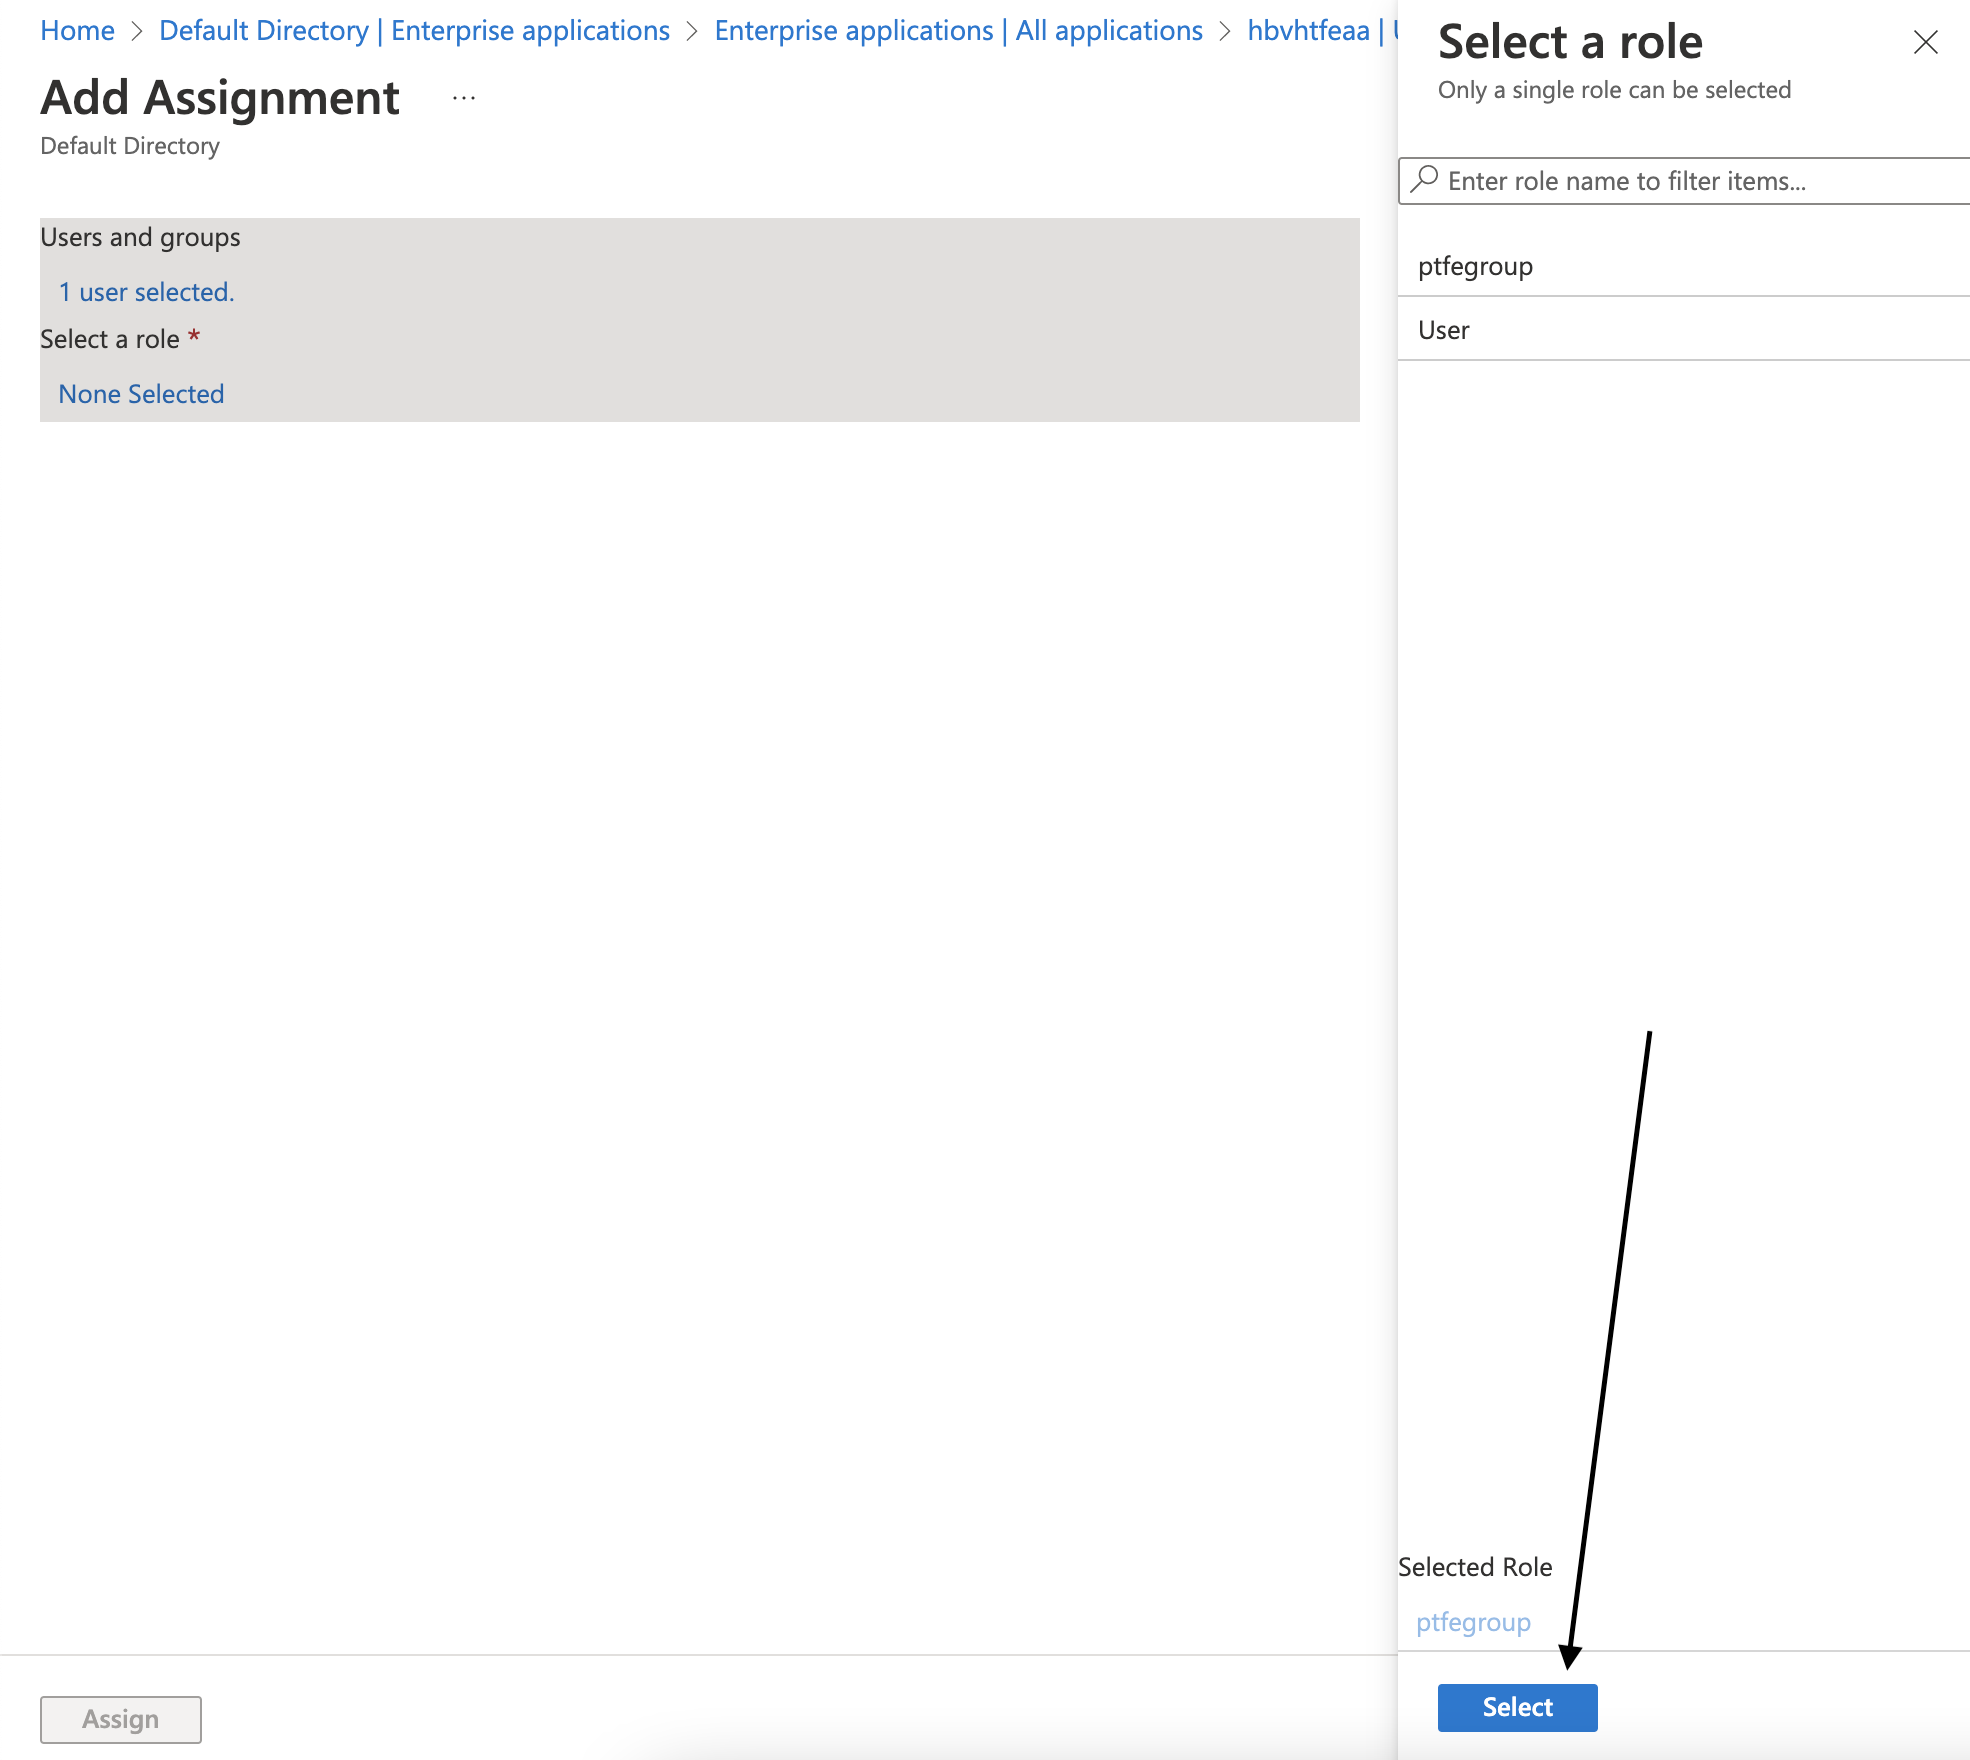 Home > Default Directory | Enterprise applications > Enterprise applications | All applications > hbvhtfeaa |
Add Assignment ...
Default Directory
Users and groups
1 user selected.
Select a role *
None Selected
Assign
Select a role
Only a single role can be selected
Enter role name to filter items...
ptfegroup
User
Selected Role
ptfegroup
Select